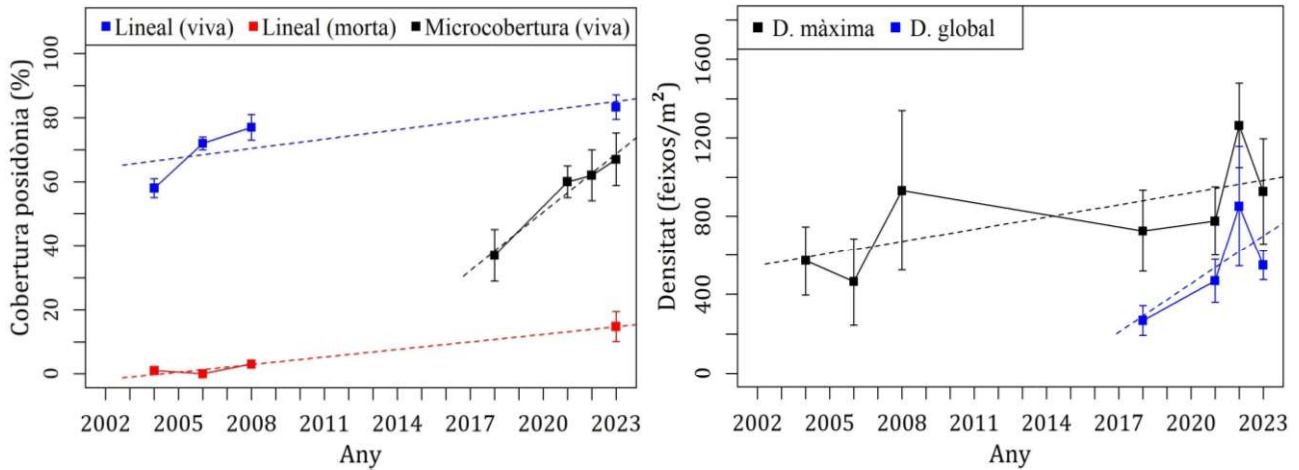 Lineal (viva) Lineal (morta) Microcobertura (viva)
Cobertura posidònia (%)
100
80
60
40
20
0
2002 2005 2008 2011 2014 2017 2020 2023
Any
D. màxima D. global
Densitat (feixos/m²)
1600
1200
800
400
0
2002 2005 2008 2011 2014 2017 2020 2023
Any